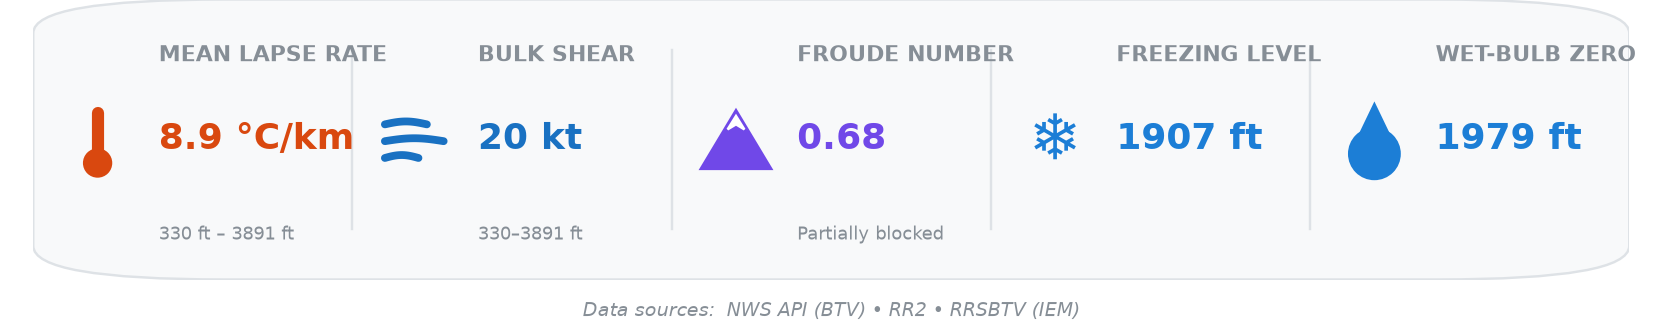 MEAN LAPSE RATE
8.9 °C/km
330 ft – 3891 ft
BULK SHEAR
20 kt
330–3891 ft
FROUDE NUMBER
0.68
Partially blocked
FREEZING LEVEL
1907 ft
WET-BULB ZERO
1979 ft
Data sources:  NWS API (BTV) • RR2 • RRSBTV (IEM)